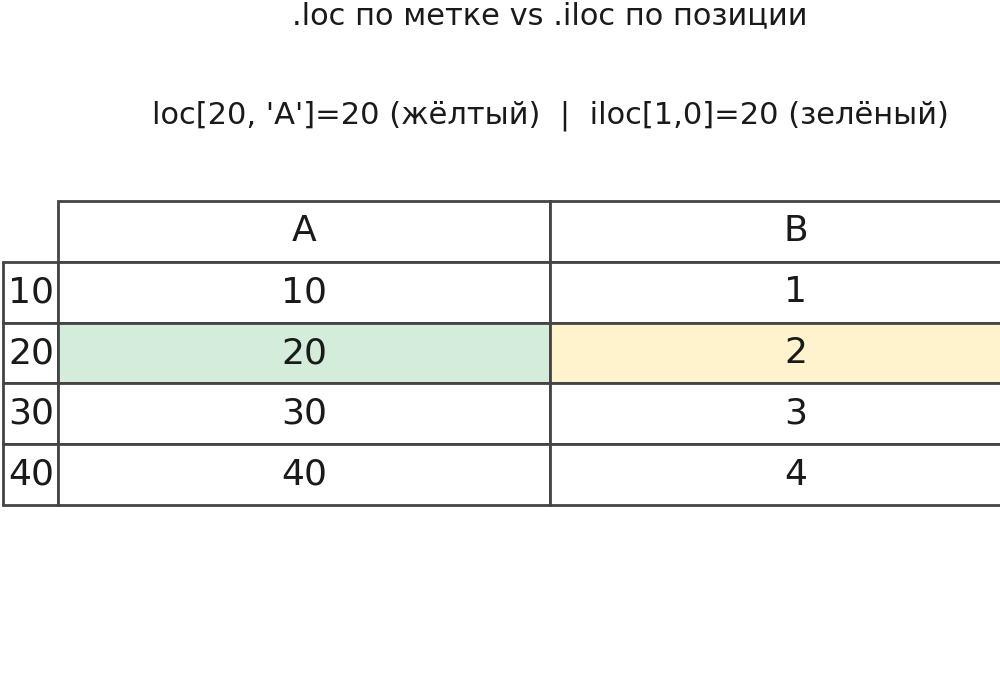 .loc по метке vs .iloc по позиции
loc[20, 'A']=20 (жёлтый) | iloc[1,0]=20 (зелёный)
A B
10 10 1
20 20 2
30 30 3
40 40 4